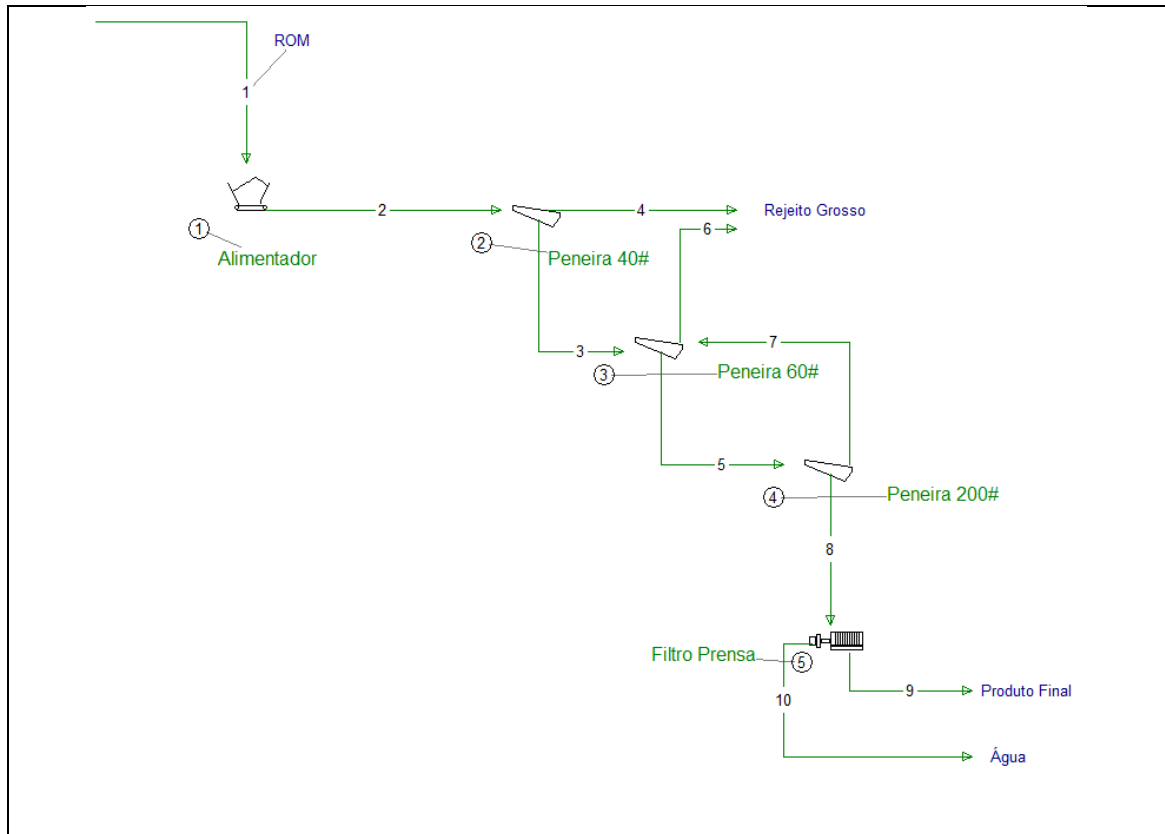 ROM
1
2
4
Rejeito Grosso
6
1
Alimentador
2
Peneira 40#
3
7
3
Peneira 60#
5
4
Peneira 200#
8
Filtro Prensa
5
9
Produto Final
10
Água